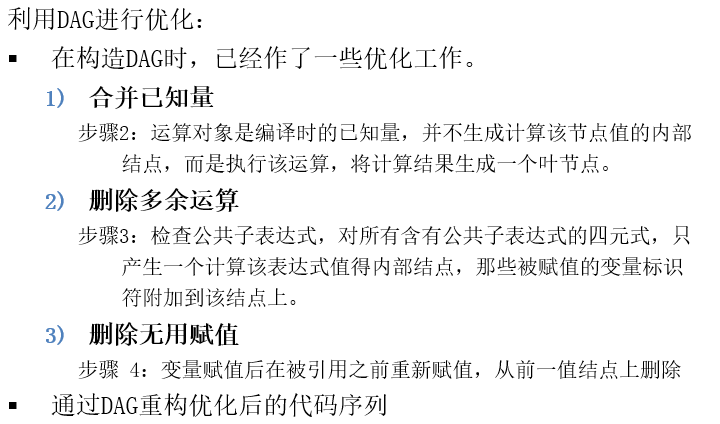 利用DAG进行优化：
▪ 在构造DAG时，已经作了一些优化工作。
1) 合并已知量
步骤2：运算对象是编译时的已知量，并不生成计算该节点值的内部
结点，而是执行该运算，将计算结果生成一个叶节点。
2) 删除多余运算
步骤3：检查公共子表达式，对所有含有公共子表达式的四元式，只
产生一个计算该表达式值得内部结点，那些被赋值的变量标识
符附加到该结点上。
3) 删除无用赋值
步骤 4：变量赋值后在被引用之前重新赋值，从前一值结点上删除
▪ 通过DAG重构优化后的代码序列